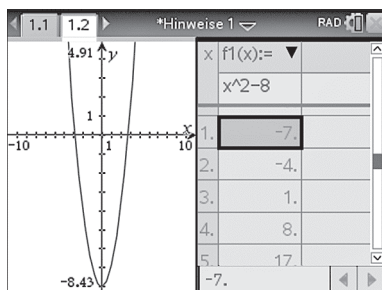 1.1 1.2 *Hinweise 1 RAD
4.91 y
1
x
-10 1 10
-8.43
x f1(x):= ▼
x^2-8
1. -7.
2. -4.
3. 1.
4. 8.
5. 17.
-7.